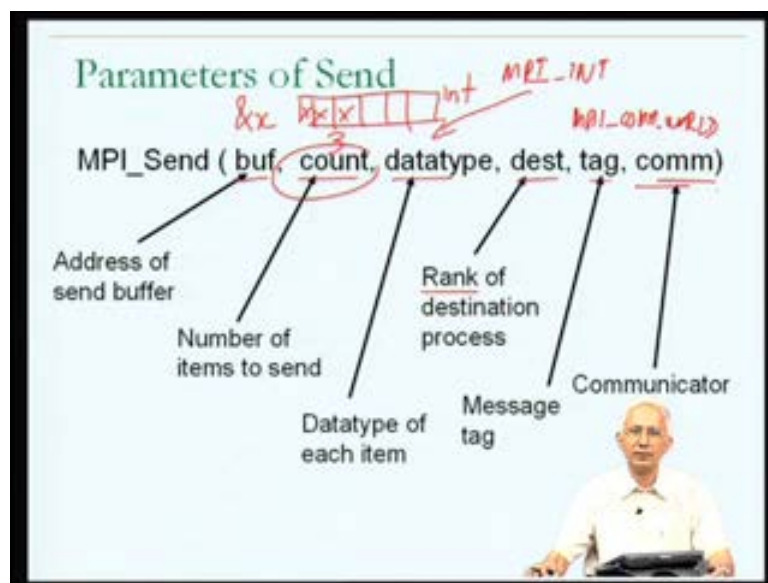 Parameters of Send
MPI_INT
&x
x x
int
3
MPI_COMM_WORLD
MPI_Send ( buf, count, datatype, dest, tag, comm)
Address of
send buffer
Number of
items to send
Datatype of
each item
Rank of
destination
process
Message
tag
Communicator